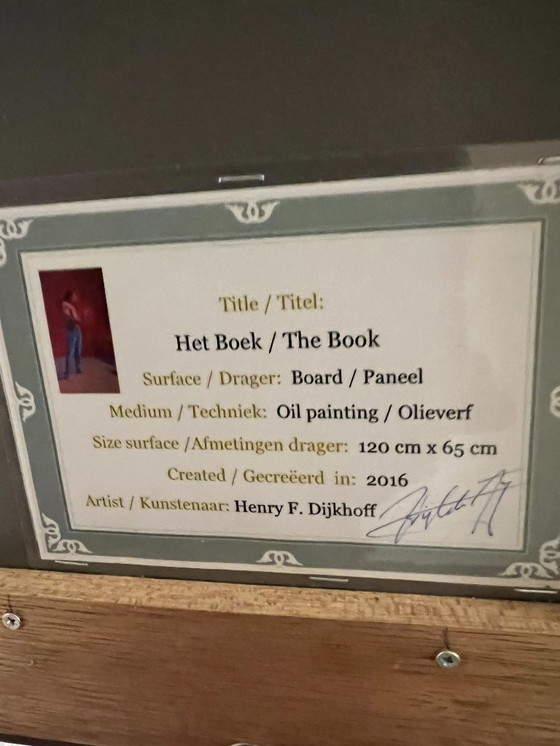 Title / Titel:
Het Boek / The Book
Surface / Drager: Board / Paneel
Medium / Techniek: Oil painting / Olieverf
Size surface /Afmetingen drager: 120 cm x 65 cm
Created / Gecreëerd in: 2016
Artist / Kunstenaar: Henry F. Dijkhoff